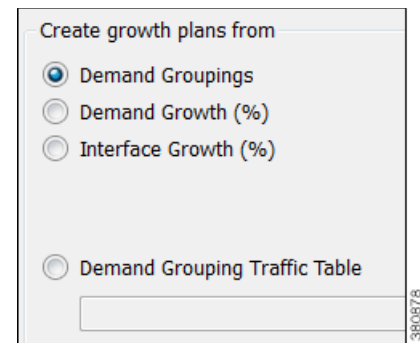 Create growth plans from
Demand Groupings
Demand Growth (%)
Interface Growth (%)
Demand Grouping Traffic Table
380878